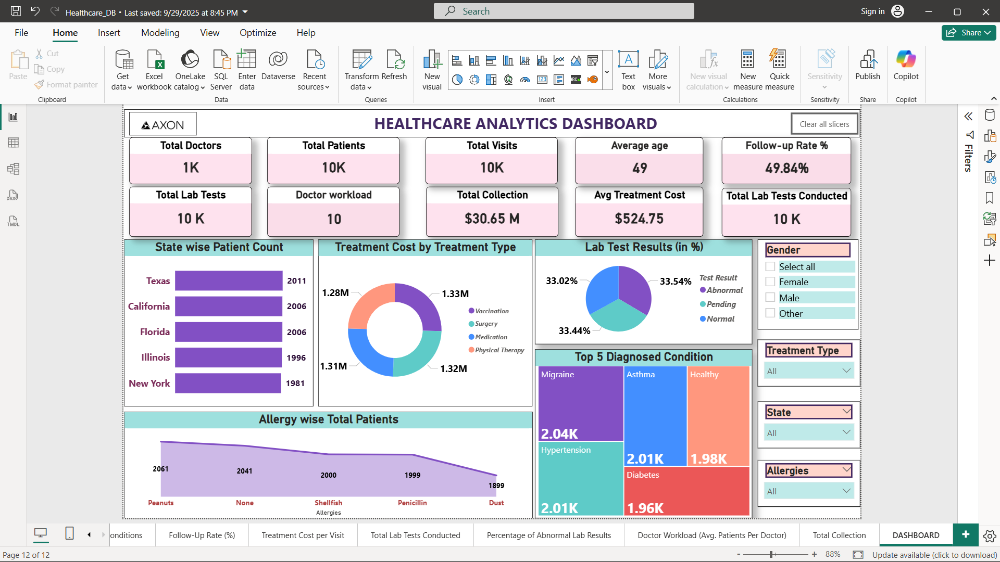 Healthcare_DB • Last saved: 9/29/2025 at 8:45 PM
Search
Sign in
File
Home
Insert
Modeling
View
Optimize
Help
Share
Paste
Cut
Copy
Format painter
Clipboard
Get data
Excel workbook
OneLake catalog
SQL Server
Enter data
Dataverse
Recent sources
Data
Transform data
Refresh
Queries
New visual
Text box
More visuals
Insert
New visual calculation
New measure
Quick measure
Calculations
Sensitivity
Sensitivity
Publish
Share
Copilot
Copilot
DAX
TMDL
AXON
HEALTHCARE ANALYTICS DASHBOARD
Clear all slicers
Filters
Total Doctors
1K
Total Patients
10K
Total Visits
10K
Average age
49
Follow-up Rate %
49.84%
Total Lab Tests
10 K
Doctor workload
10
Total Collection
$30.65 M
Avg Treatment Cost
$524.75
Total Lab Tests Conducted
10 K
State wise Patient Count
Texas 2011
California 2006
Florida 2006
Illinois 1996
New York 1981
Treatment Cost by Treatment Type
1.28M
1.33M
1.31M
1.32M
Vaccination
Surgery
Medication
Physical Therapy
Lab Test Results (in %)
33.02%
33.54%
33.44%
Test Result
Abnormal
Pending
Normal
Gender
Select all
Female
Male
Other
Treatment Type
All
State
All
Allergies
All
Top 5 Diagnosed Condition
Migraine
2.04K
Asthma
2.01K
Healthy
1.98K
Hypertension
2.01K
Diabetes
1.96K
Allergy wise Total Patients
2061
2041
2000
1999
1899
Peanuts
None
Shellfish
Penicillin
Dust
Allergies
onditions
Follow-Up Rate (%)
Treatment Cost per Visit
Total Lab Tests Conducted
Percentage of Abnormal Lab Results
Doctor Workload (Avg. Patients Per Doctor)
Total Collection
DASHBOARD
Page 12 of 12
88%
Update available (click to download)